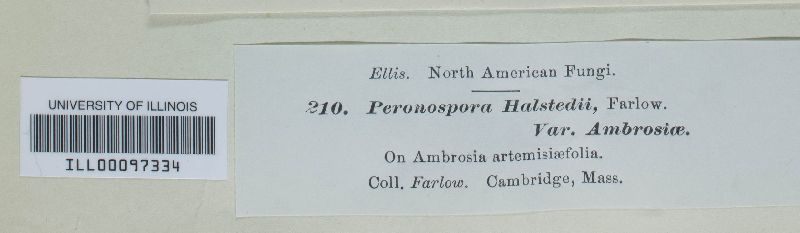 UNIVERSITY OF ILLINOIS
ILL00097334
Ellis. North American Fungi.
210. Peronospora Halstedii, Farlow.
Var. Ambrosiæ.
On Ambrosia artemisiæfolia.
Coll. Farlow. Cambridge, Mass.